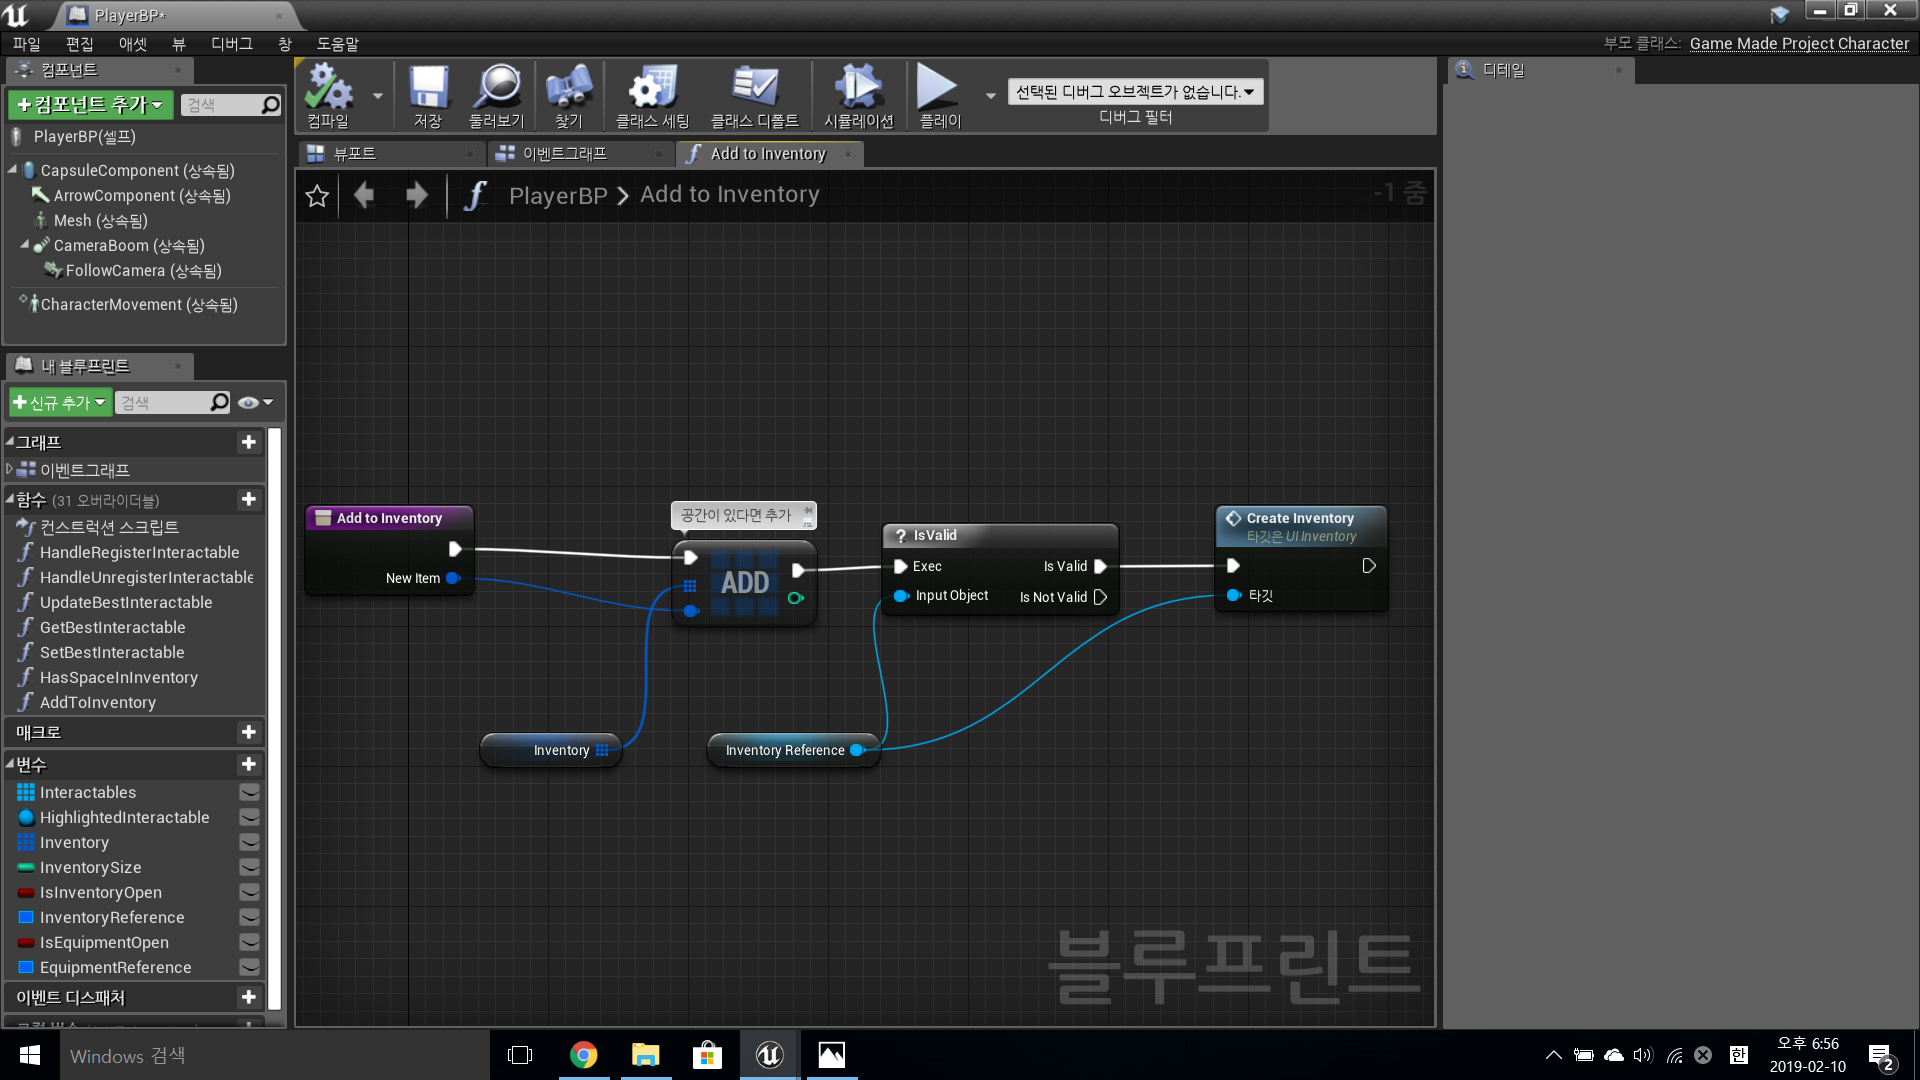 PlayerBP*
파일 편집 애셋 뷰 디버그 창 도움말
부모 클래스: Game Made Project Character
컴포넌트
+컴포넌트 추가
검색
PlayerBP(셀프)
CapsuleComponent (상속됨)
ArrowComponent (상속됨)
Mesh (상속됨)
CameraBoom (상속됨)
FollowCamera (상속됨)
CharacterMovement (상속됨)
내 블루프린트
+신규 추가
검색
그래프
이벤트그래프
함수 (31 오버라이더블)
컨스트럭션 스크립트
HandleRegisterInteractable
HandleUnregisterInteractable
UpdateBestInteractable
GetBestInteractable
SetBestInteractable
HasSpaceInInventory
AddToInventory
매크로
변수
Interactables
HighlightedInteractable
Inventory
InventorySize
IsInventoryOpen
InventoryReference
IsEquipmentOpen
EquipmentReference
이벤트 디스패처
컴파일
저장
둘러보기
찾기
클래스 세팅
클래스 디폴트
시뮬레이션
플레이
선택된 디버그 오브젝트가 없습니다.
디버그 필터
뷰포트
이벤트그래프
Add to Inventory
PlayerBP > Add to Inventory
-1 줌
Add to Inventory
New Item
공간이 있다면 추가
ADD
IsValid
Exec
Is Valid
Input Object
Is Not Valid
Create Inventory
타깃은 UI Inventory
타깃
Inventory
Inventory Reference
블루프린트
디테일
Windows 검색
한
오후 6:56
2019-02-10
2